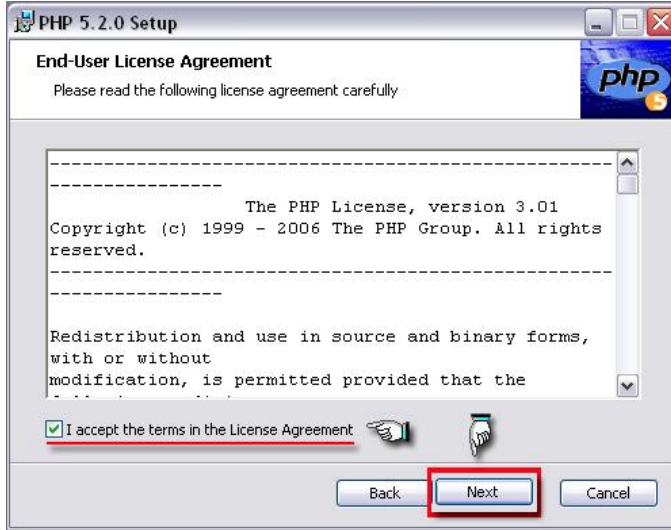 PHP 5.2.0 Setup
End-User License Agreement
Please read the following license agreement carefully
php
5
------------------------------------------------------
----------------
The PHP License, version 3.01
Copyright (c) 1999 - 2006 The PHP Group. All rights
reserved.
------------------------------------------------------
----------------
Redistribution and use in source and binary forms,
with or without
modification, is permitted provided that the
I accept the terms in the License Agreement
Back
Next
Cancel